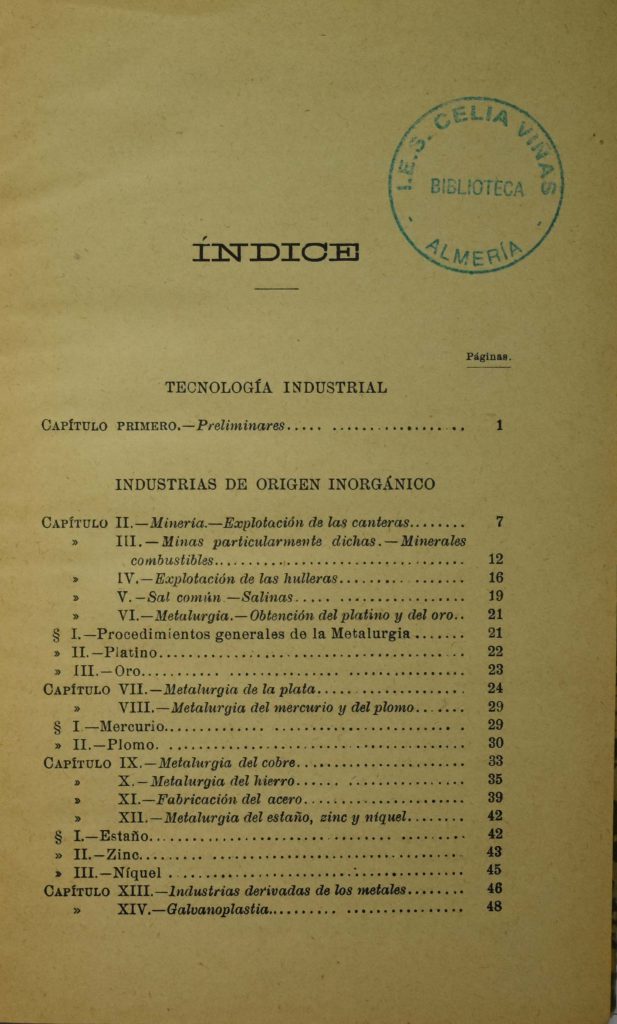 I.E.S. CELIA VIÑAS
BIBLIOTECA
ALMERÍA
ÍNDICE
Páginas.
TECNOLOGÍA INDUSTRIAL
CAPÍTULO PRIMERO.—Preliminares..... .................. 1
INDUSTRIAS DE ORIGEN INORGÁNICO
CAPÍTULO II.—Minería.—Explotación de las canteras........ 7
» III.—Minas particularmente dichas.—Minerales
combustibles..................................... 12
» IV.—Explotación de las hulleras.................. 16
» V.—Sal común.—Salinas......................... 19
» VI.—Metalurgia.—Obtención del platino y del oro.. 21
§ I.—Procedimientos generales de la Metalurgia....... 21
» II.—Platino............................................. 22
» III.—Oro............................................... 23
CAPÍTULO VII.—Metalurgia de la plata..................... 24
» VIII.—Metalurgia del mercurio y del plomo....... 29
§ I.—Mercurio........................................... 29
» II.—Plomo. .......................................... 30
CAPÍTULO IX.—Metalurgia del cobre........................ 33
» X.—Metalurgia del hierro........................ 35
» XI.—Fabricación del acero....................... 39
» XII.—Metalurgia del estaño, zinc y níquel........ 42
§ I.—Estaño............................................. 42
» II.—Zinc.............................................. 43
» III.—Níquel .......................................... 45
CAPÍTULO XIII.—Industrias derivadas de los metales........ 46
» XIV.—Galvanoplastia.......... ................. 48